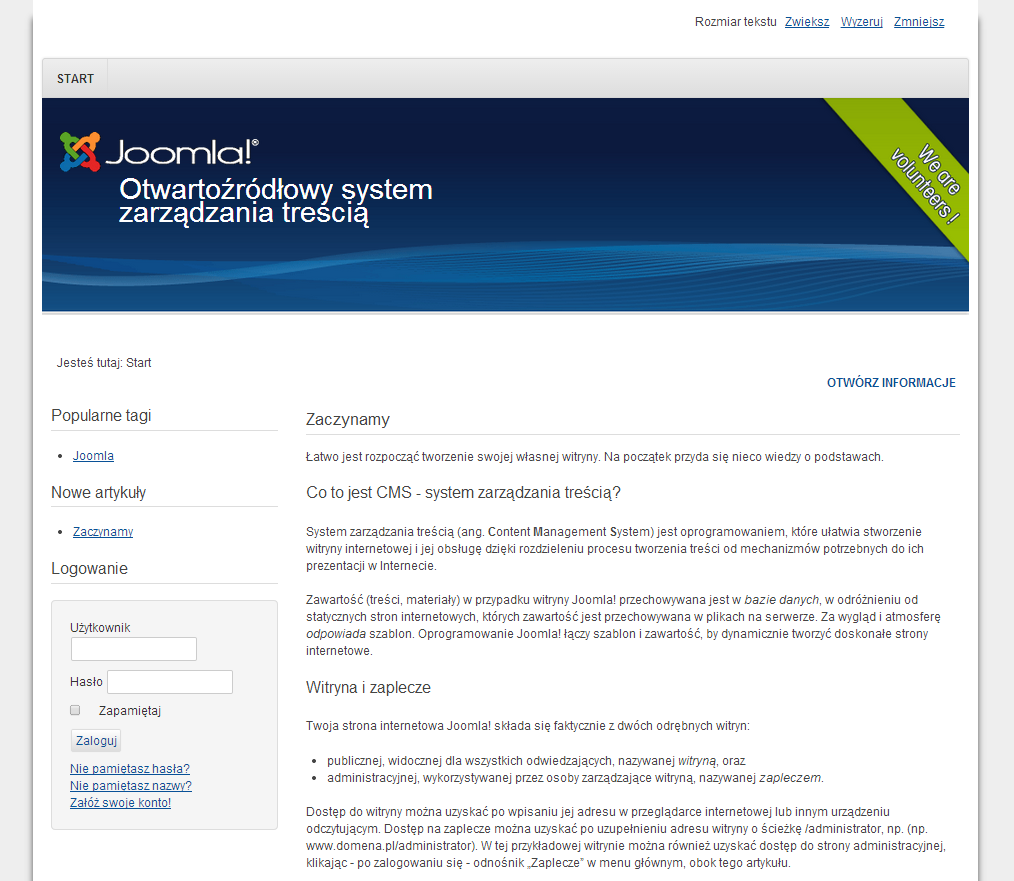 Rozmiar tekstu Zwiększ Wyzeruj Zmniejsz
START
Joomla!®
Otwartoźródłowy system
zarządzania treścią
We are
volunteers !
Jesteś tutaj: Start
OTWÓRZ INFORMACJE
Popularne tagi
Joomla
Nowe artykuły
Zaczynamy
Logowanie
Użytkownik
Hasło
Zapamiętaj
Zaloguj
Nie pamiętasz hasła?
Nie pamiętasz nazwy?
Załóż swoje konto!
Zaczynamy
Łatwo jest rozpocząć tworzenie swojej własnej witryny. Na początek przyda się nieco wiedzy o podstawach.
Co to jest CMS - system zarządzania treścią?
System zarządzania treścią (ang. Content Management System) jest oprogramowaniem, które ułatwia stworzenie
witryny internetowej i jej obsługę dzięki rozdzieleniu procesu tworzenia treści od mechanizmów potrzebnych do ich
prezentacji w Internecie.
Zawartość (treści, materiały) w przypadku witryny Joomla! przechowywana jest w bazie danych, w odróżnieniu od
statycznych stron internetowych, których zawartość jest przechowywana w plikach na serwerze. Za wygląd i atmosferę
odpowiada szablon. Oprogramowanie Joomla! łączy szablon i zawartość, by dynamicznie tworzyć doskonałe strony
internetowe.
Witryna i zaplecze
Twoja strona internetowa Joomla! składa się faktycznie z dwóch odrębnych witryn:
publicznej, widocznej dla wszystkich odwiedzających, nazywanej witryną, oraz
administracyjnej, wykorzystywanej przez osoby zarządzające witryną, nazywanej zapleczem.
Dostęp do witryny można uzyskać po wpisaniu jej adresu w przeglądarce internetowej lub innym urządzeniu
odczytującym. Dostęp na zaplecze można uzyskać po uzupełnieniu adresu witryny o ścieżkę /administrator, np. (np.
www.domena.pl/administrator). W tej przykładowej witrynie można również uzyskać dostęp do strony administracyjnej,
klikając - po zalogowaniu się - odnośnik „Zaplecze” w menu głównym, obok tego artykułu.